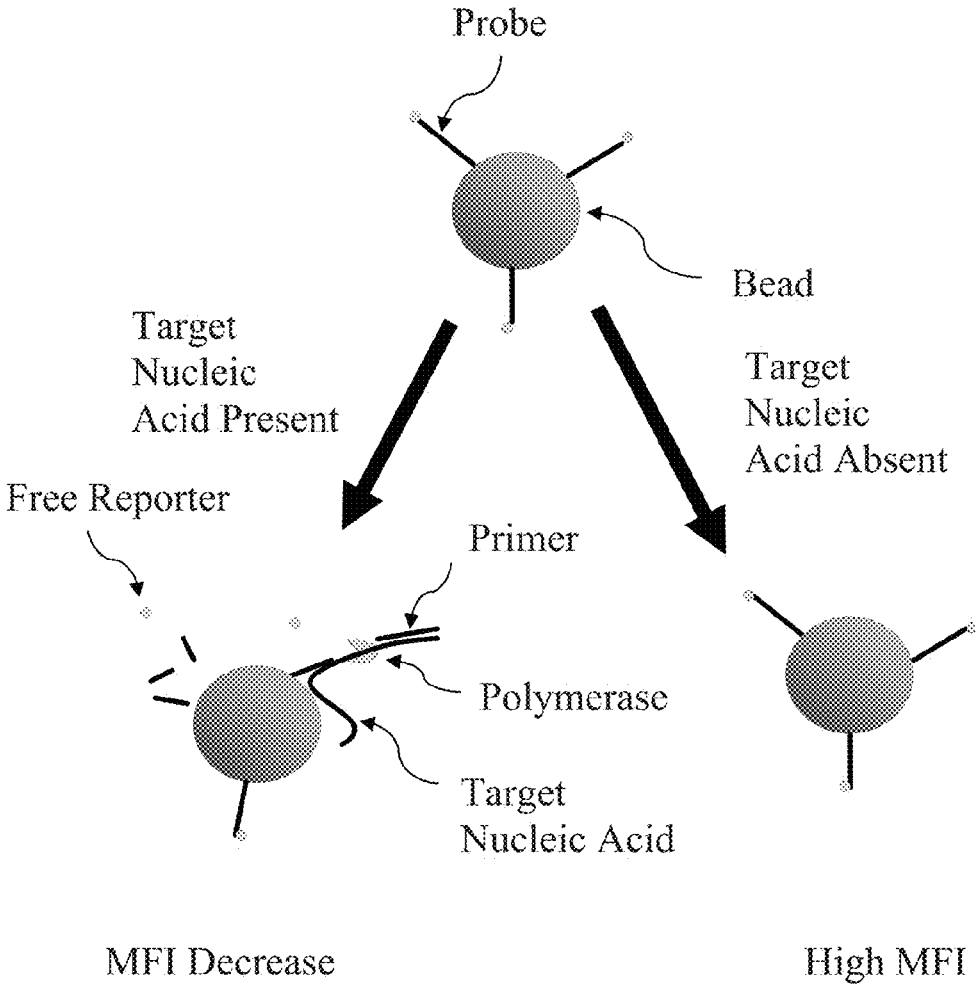 Probe
Bead
Target
Nucleic
Acid Present
Target
Nucleic
Acid Absent
Free Reporter
Primer
Polymerase
Target
Nucleic Acid
MFI Decrease
High MFI